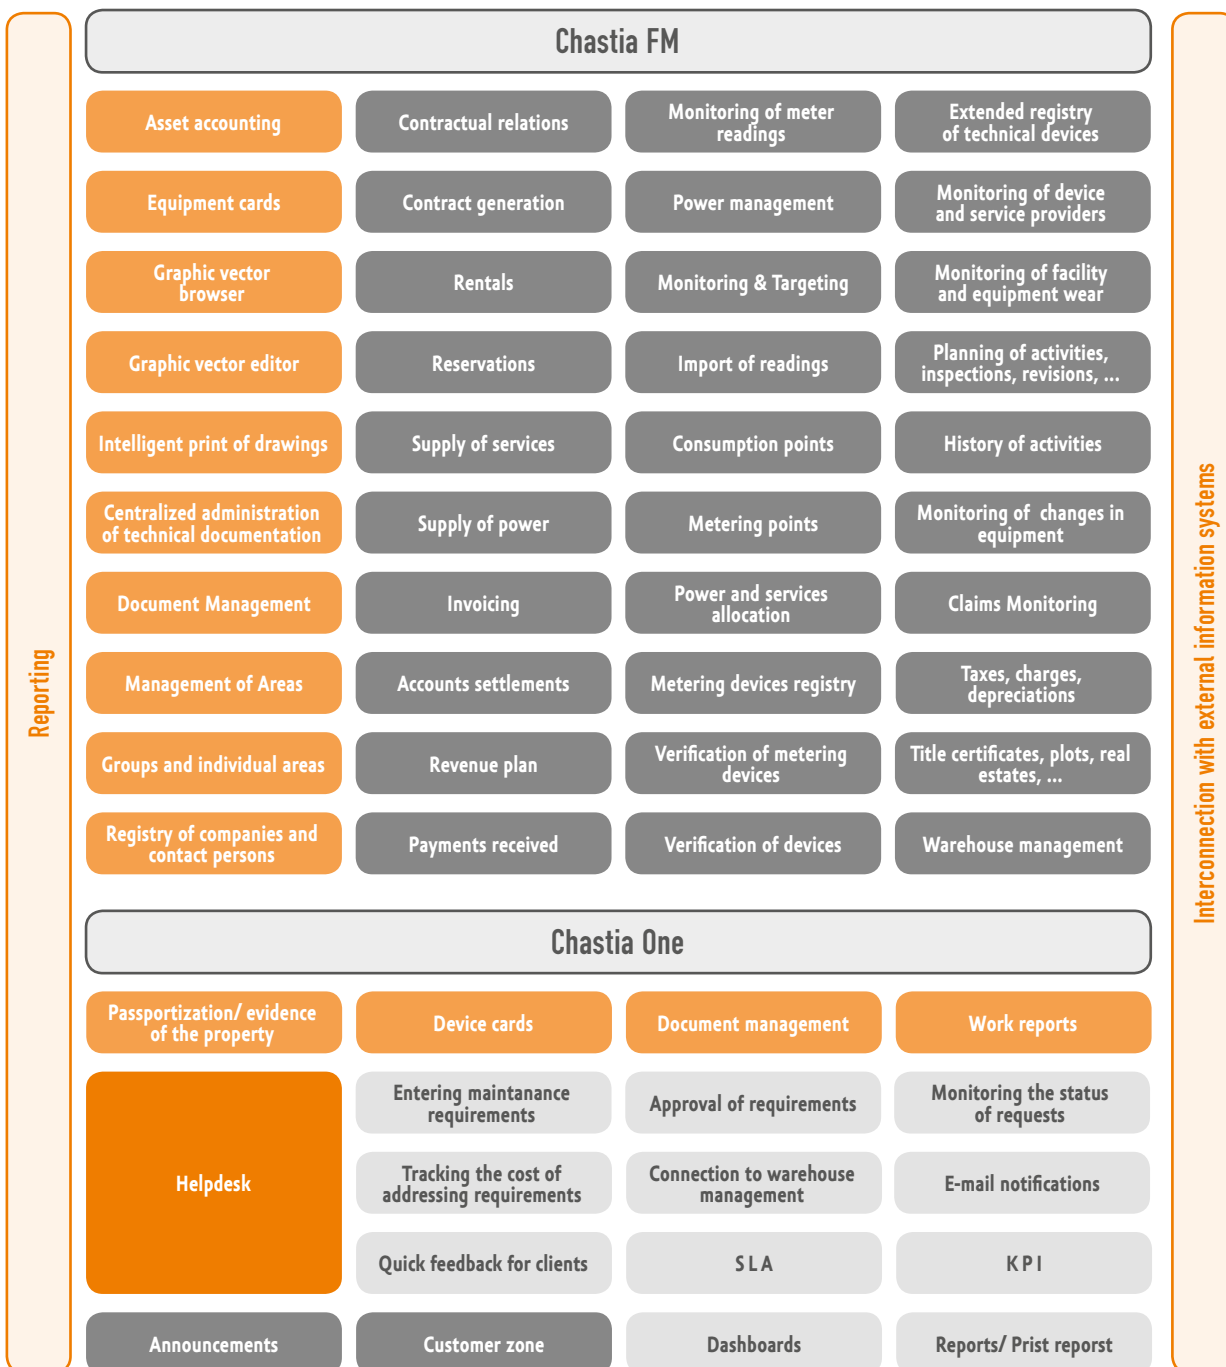 Chastia FM
Reporting
Interconnection with external information systems
Asset accounting
Contractual relations
Monitoring of meter
readings
Extended registry
of technical devices
Equipment cards
Contract generation
Power management
Monitoring of device
and service providers
Graphic vector
browser
Rentals
Monitoring & Targeting
Monitoring of facility
and equipment wear
Graphic vector editor
Reservations
Import of readings
Planning of activities,
inspections, revisions, ...
Intelligent print of drawings
Supply of services
Consumption points
History of activities
Centralized administration
of technical documentation
Supply of power
Metering points
Monitoring of changes in
equipment
Document Management
Invoicing
Power and services
allocation
Claims Monitoring
Management of Areas
Accounts settlements
Metering devices registry
Taxes, charges,
depreciations
Groups and individual areas
Revenue plan
Verification of metering
devices
Title certificates, plots, real
estates, ...
Registry of companies and
contact persons
Payments received
Verification of devices
Warehouse management
Chastia One
Passportization/ evidence
of the property
Device cards
Document management
Work reports
Helpdesk
Entering maintanance
requirements
Approval of requirements
Monitoring the status
of requests
Tracking the cost of
addressing requirements
Connection to warehouse
management
E-mail notifications
Quick feedback for clients
S L A
K P I
Announcements
Customer zone
Dashboards
Reports/ Prist reporst